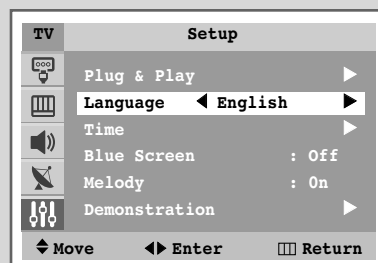 TV Setup
Plug & Play
Language English
Time
Blue Screen : Off
Melody : On
Demonstration
Move Enter Return